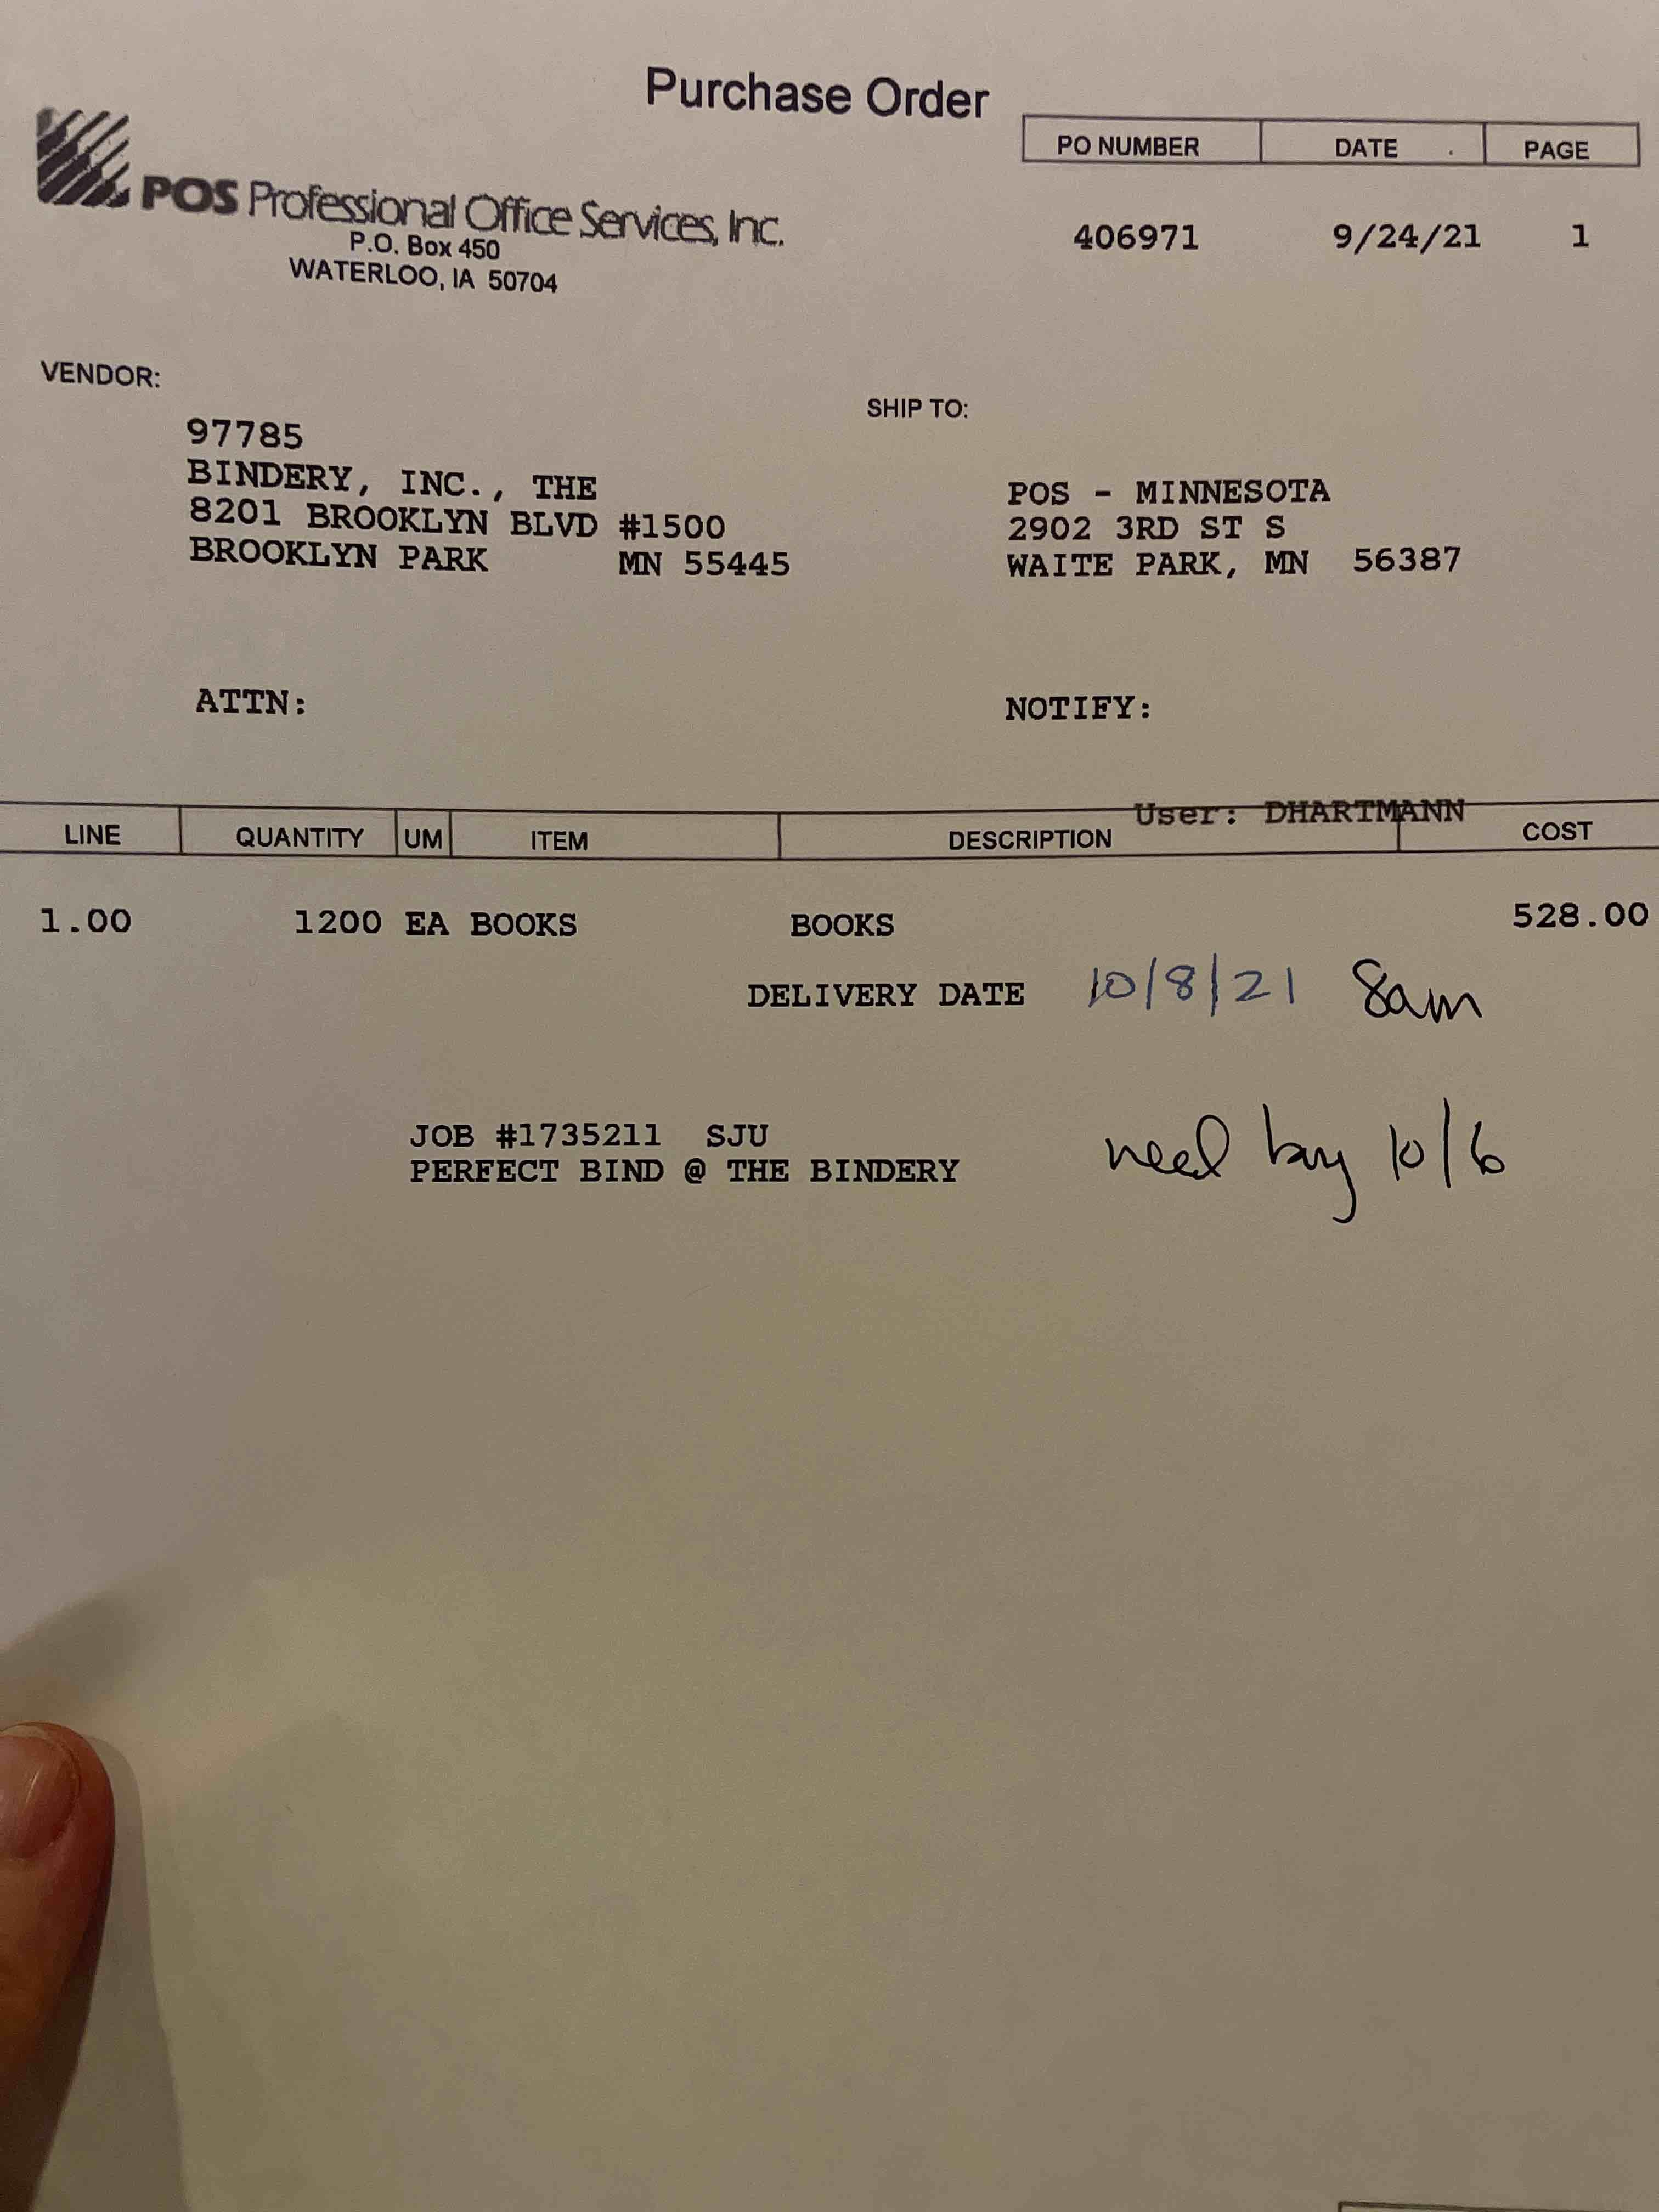 Purchase Order
PO NUMBER DATE PAGE
POS Professional Office Services, Inc.
P.O. Box 450
WATERLOO, IA 50704
406971 9/24/21 1
VENDOR:
SHIP TO:
97785
BINDERY, INC., THE
8201 BROOKLYN BLVD #1500
BROOKLYN PARK MN 55445
POS - MINNESOTA
2902 3RD ST S
WAITE PARK, MN 56387
ATTN:
NOTIFY:
User: DHARTMANN
LINE QUANTITY UM ITEM DESCRIPTION COST
1.00 1200 EA BOOKS BOOKS 528.00
DELIVERY DATE 10/8/21 8am
JOB #1735211 SJU
PERFECT BIND @ THE BINDERY
need by 10/6